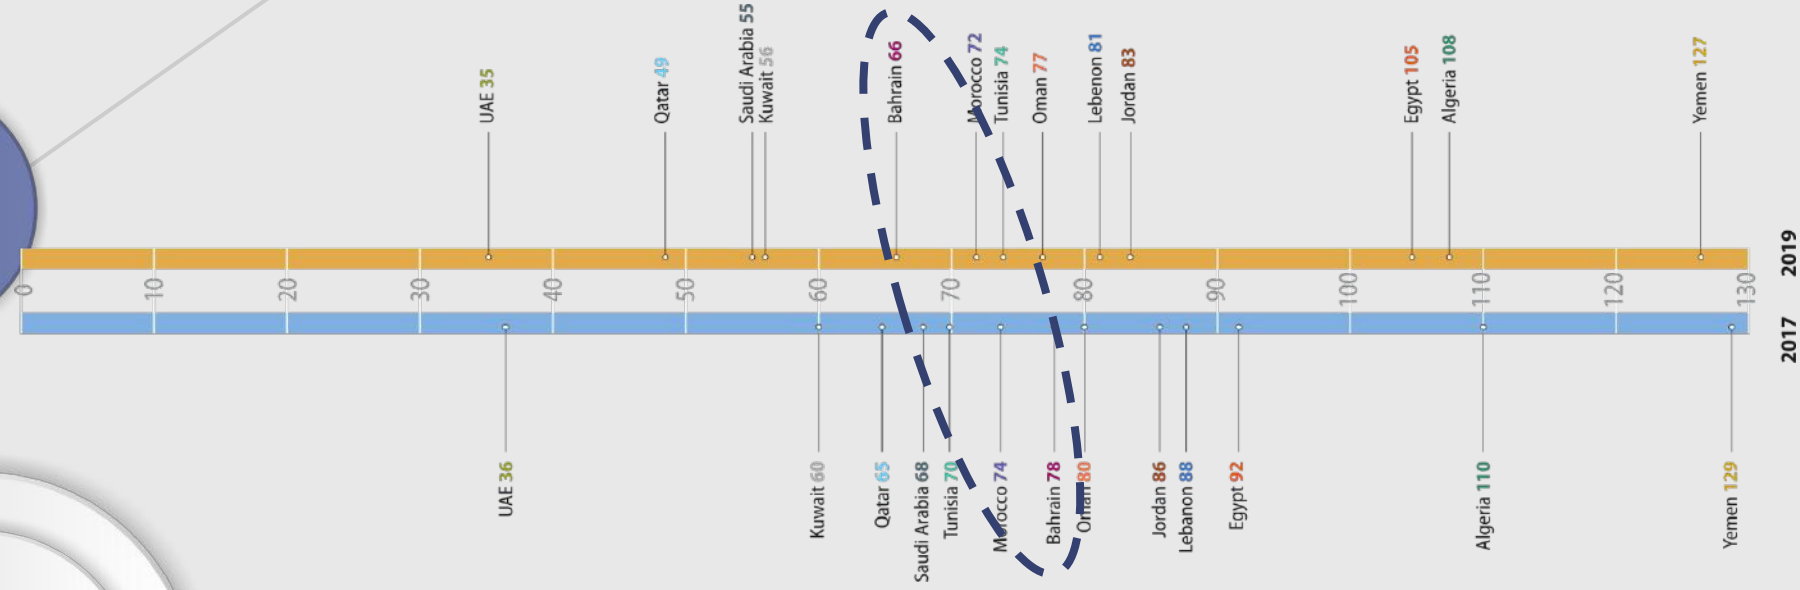 UAE 35
Qatar 49
Saudi Arabia 55
Kuwait 56
Bahrain 66
Morocco 72
Tunisia 74
Oman 77
Lebenon 81
Jordan 83
Egypt 105
Algeria 108
Yemen 127
2019
0 10 20 30 40 50 60 70 80 90 100 110 120 130
2017
UAE 36
Kuwait 60
Qatar 65
Saudi Arabia 68
Tunisia 70
Morocco 74
Bahrain 78
Oman 80
Jordan 86
Lebanon 88
Egypt 92
Algeria 110
Yemen 129